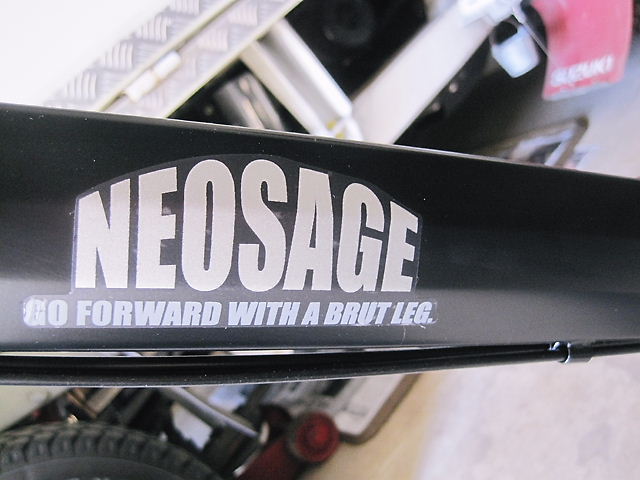 SUZUKI
NEOSAGE
GO FORWARD WITH A BRUT LEG.